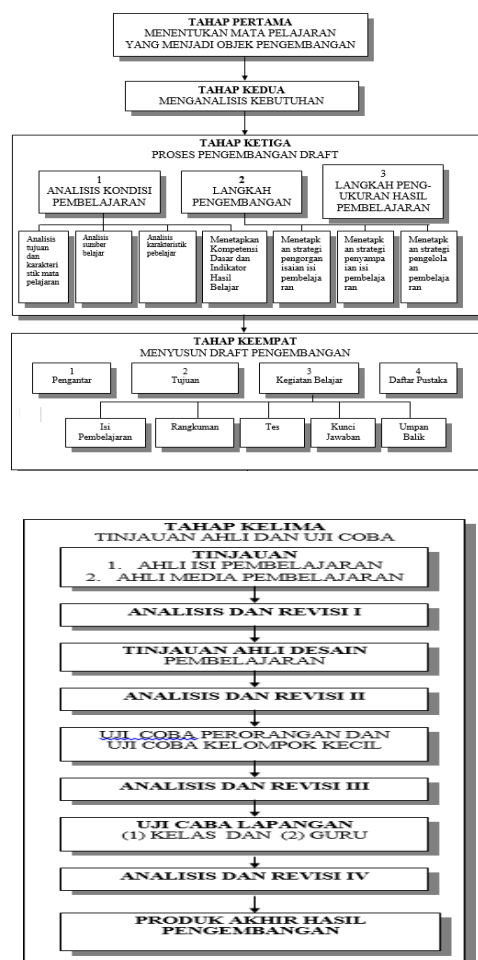 TAHAP PERTAMA
MENENTUKAN MATA PELAJARAN
YANG MENJADI OBJEK PENGEMBANGAN
TAHAP KEDUA
MENGANALISIS KEBUTUHAN
TAHAP KETIGA
PROSES PENGEMBANGAN DRAFT
1
ANALISIS KONDISI
PEMBELAJARAN
2
LANGKAH
PENGEMBANGAN
3
LANGKAH PENG-
UKURAN HASIL
PEMBELAJARAN
Analisis
tujuan
dan
karakteri
stik mata
pelajaran
Analisis
sumber
belajar
Analisis
karakteristik
pebelajar
Menetapkan
Kompetensi
Dasar dan
Indikator
Hasil
Belajar
Menetapk
an strategi
pengorgan
isaian isi
pembelaja
ran
Menetapk
an strategi
penyampa
ian isi
pembelaja
ran
Menetapk
an strategi
pengelola
an
pembelaja
ran
TAHAP KEEMPAT
MENYUSUN DRAFT PENGEMBANGAN
1
Pengantar
2
Tujuan
3
Kegiatan Belajar
4
Daftar Pustaka
Isi
Pembelajaran
Rangkuman
Tes
Kunci
Jawaban
Umpan
Balik
TAHAP KELIMA
TINJAUAN AHLI DAN UJI COBA
TINJAUAN
1. AHLI ISI PEMBELAJARAN
2. AHLI MEDIA PEMBELAJARAN
ANALISIS DAN REVISI I
TINJAUAN AHLI DESAIN
PEMBELAJARAN
ANALISIS DAN REVISI II
UJI COBA PERORANGAN DAN
UJI COBA KELOMPOK KECIL
ANALISIS DAN REVISI III
UJI CABA LAPANGAN
(1) KELAS DAN (2) GURU
ANALISIS DAN REVISI IV
PRODUK AKHIR HASIL
PENGEMBANGAN